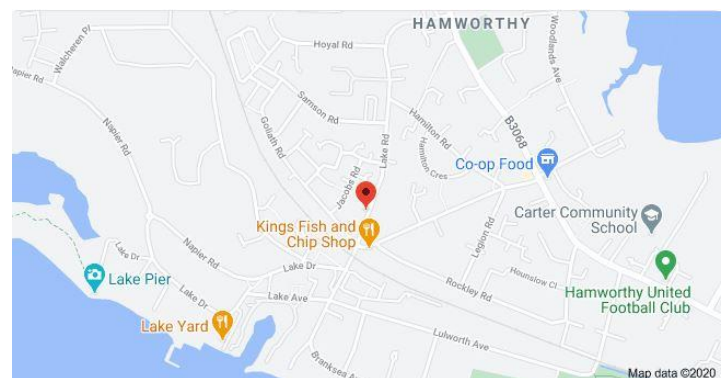 HAMWORTHY
Hoyal Rd
Woodlands Ave
Walcheren Pl
Napier Rd
Samson Rd
Goliath Rd
B3068
Hamilton Rd
Lake Rd
Hamilton Cres
Napier Rd
Co-op Food
Jacobs Rd
Kings Fish and
Chip Shop
Carter Community
School
Legion Rd
Napier Rd
Lake Dr
Lake Dr
Hounslow Cl
Lake Pier
Rockley Rd
Hamworthy United
Football Club
Lake Dr
Lake Ave
Lake Yard
Lulworth Ave
Branksea Ave
Map data ©2020